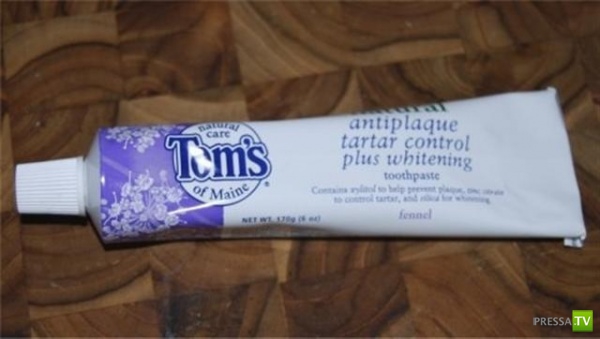 natural
care
Tom's
of Maine®
NET WT. 170g (6 oz)
natural
antiplaque
tartar control
plus whitening
toothpaste
Contains xylitol to help prevent plaque, zinc citrate
to control tartar, and silica for whitening.
fennel
PRESSA.TV